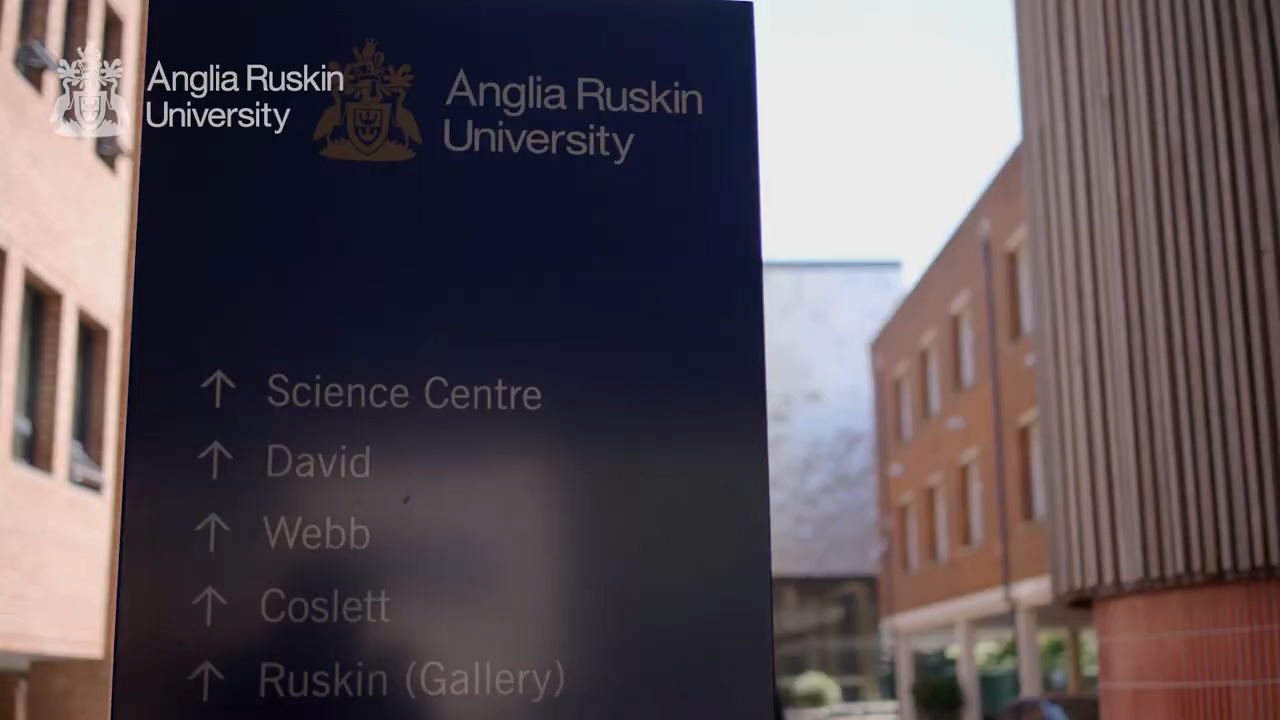 Anglia Ruskin
University
Anglia Ruskin
University
↑ Science Centre
↑ David
↑ Webb
↑ Coslett
↑ Ruskin (Gallery)